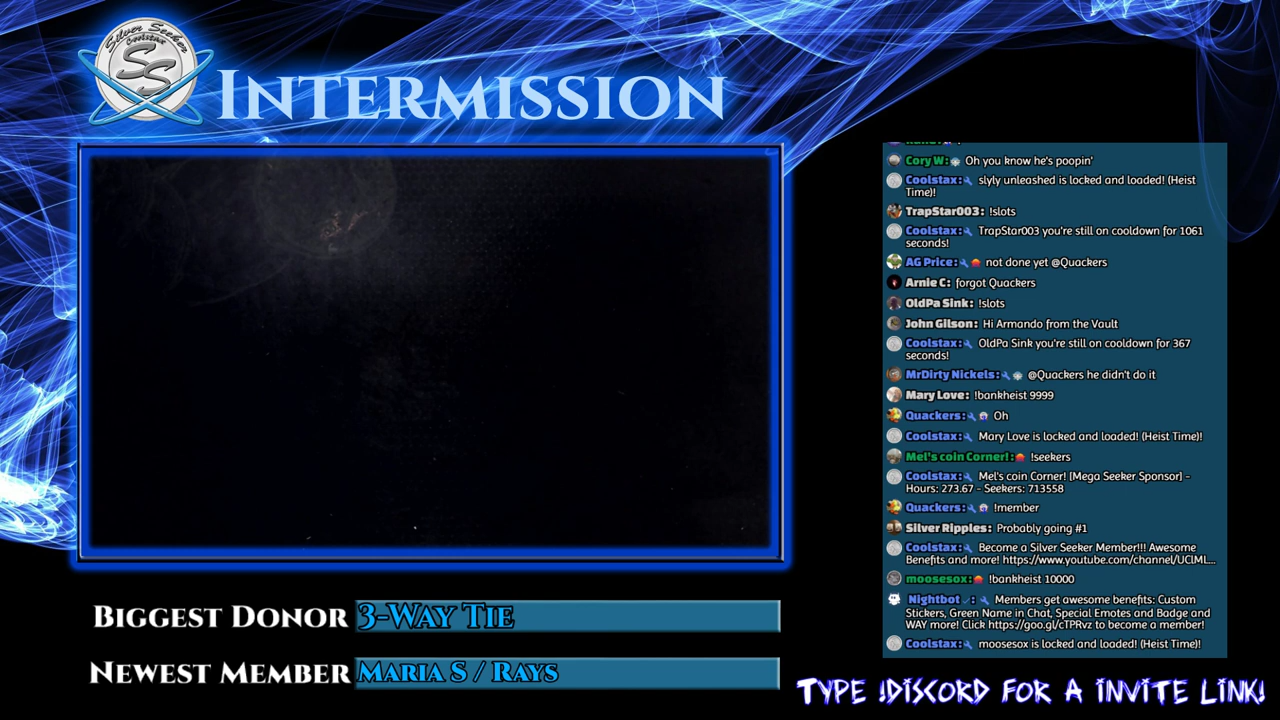 Silver Seeker
Coolstax
SS
INTERMISSION
Cory W: Oh you know he's poopin'
Coolstax: slyly unleashed is locked and loaded! (Heist
Time)!
TrapStar003: !slots
Coolstax: TrapStar003 you're still on cooldown for 1061
seconds!
AG Price: not done yet @Quackers
Arnie C: forgot Quackers
OldPa Sink: !slots
John Gilson: Hi Armando from the Vault
Coolstax: OldPa Sink you're still on cooldown for 367
seconds!
MrDirty Nickels: @Quackers he didn't do it
Mary Love: !bankheist 9999
Quackers: Oh
Coolstax: Mary Love is locked and loaded! (Heist Time)!
Mel's coin Corner!: !seekers
Coolstax: Mel's coin Corner! [Mega Seeker Sponsor] -
Hours: 273.67 - Seekers: 713558
Quackers: !member
Silver Ripples: Probably going #1
Coolstax: Become a Silver Seeker Member!!! Awesome
Benefits and more! https://www.youtube.com/channel/UClML...
moosesox: !bankheist 10000
Nightbot: Members get awesome benefits: Custom
Stickers, Green Name in Chat, Special Emotes and Badge and
WAY more! Click https://goo.gl/cTPRvz to become a member!
Coolstax: moosesox is locked and loaded! (Heist Time)!
BIGGEST DONOR 3-WAY TIE
NEWEST MEMBER MARIA S / RAYS
TYPE !DISCORD FOR A INVITE LINK!